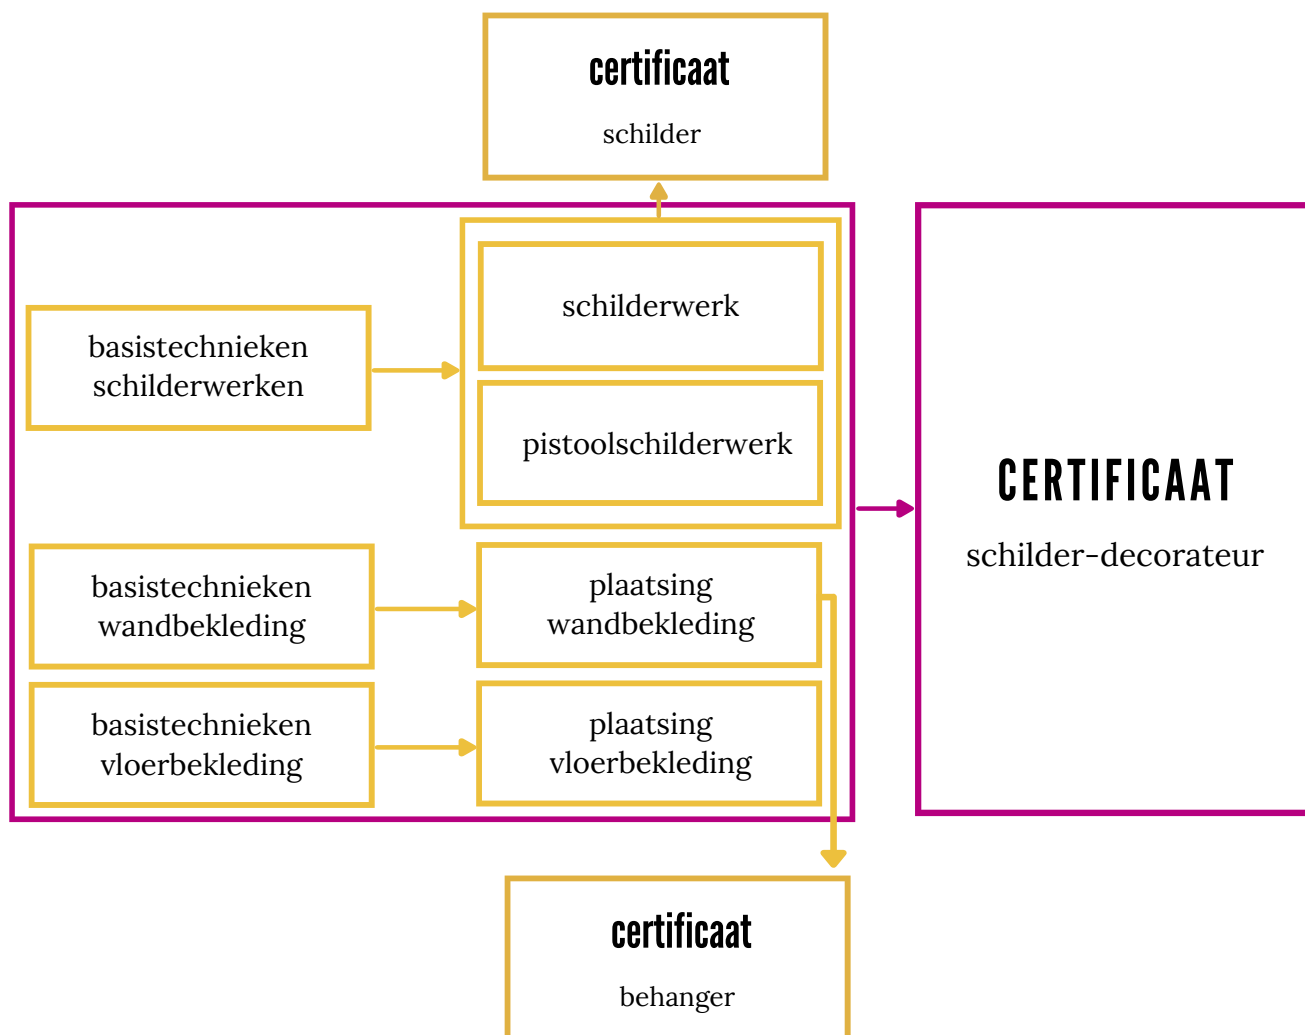 certificaat
schilder
basistechnieken
schilderwerken
schilderwerk
pistoolschilderwerk
basistechnieken
wandbekleding
plaatsing
wandbekleding
basistechnieken
vloerbekleding
plaatsing
vloerbekleding
CERTIFICAAT
schilder-decorateur
certificaat
behanger